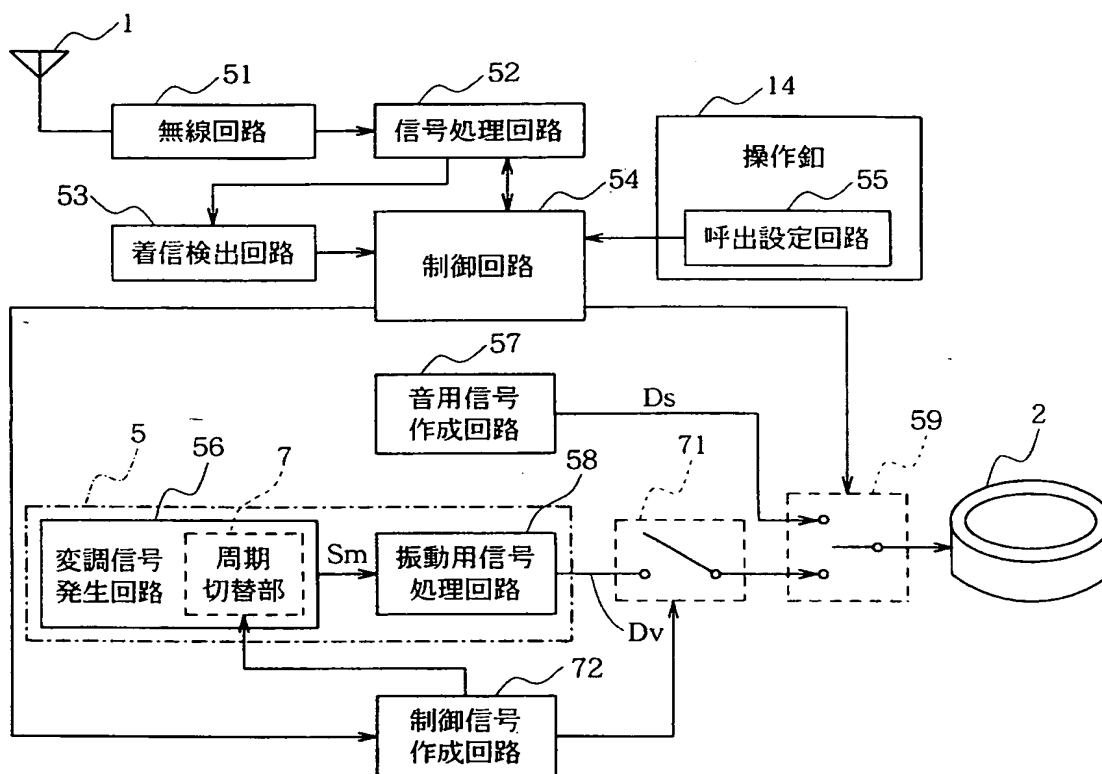 1
51
52
14
無線回路
信号処理回路
操作釦
53
54
55
着信検出回路
制御回路
呼出設定回路
57
音用信号
作成回路
Ds
5
56
7
58
71
59
2
変調信号
発生回路
周期
切替部
Sm
振動用信号
処理回路
Dv
72
制御信号
作成回路